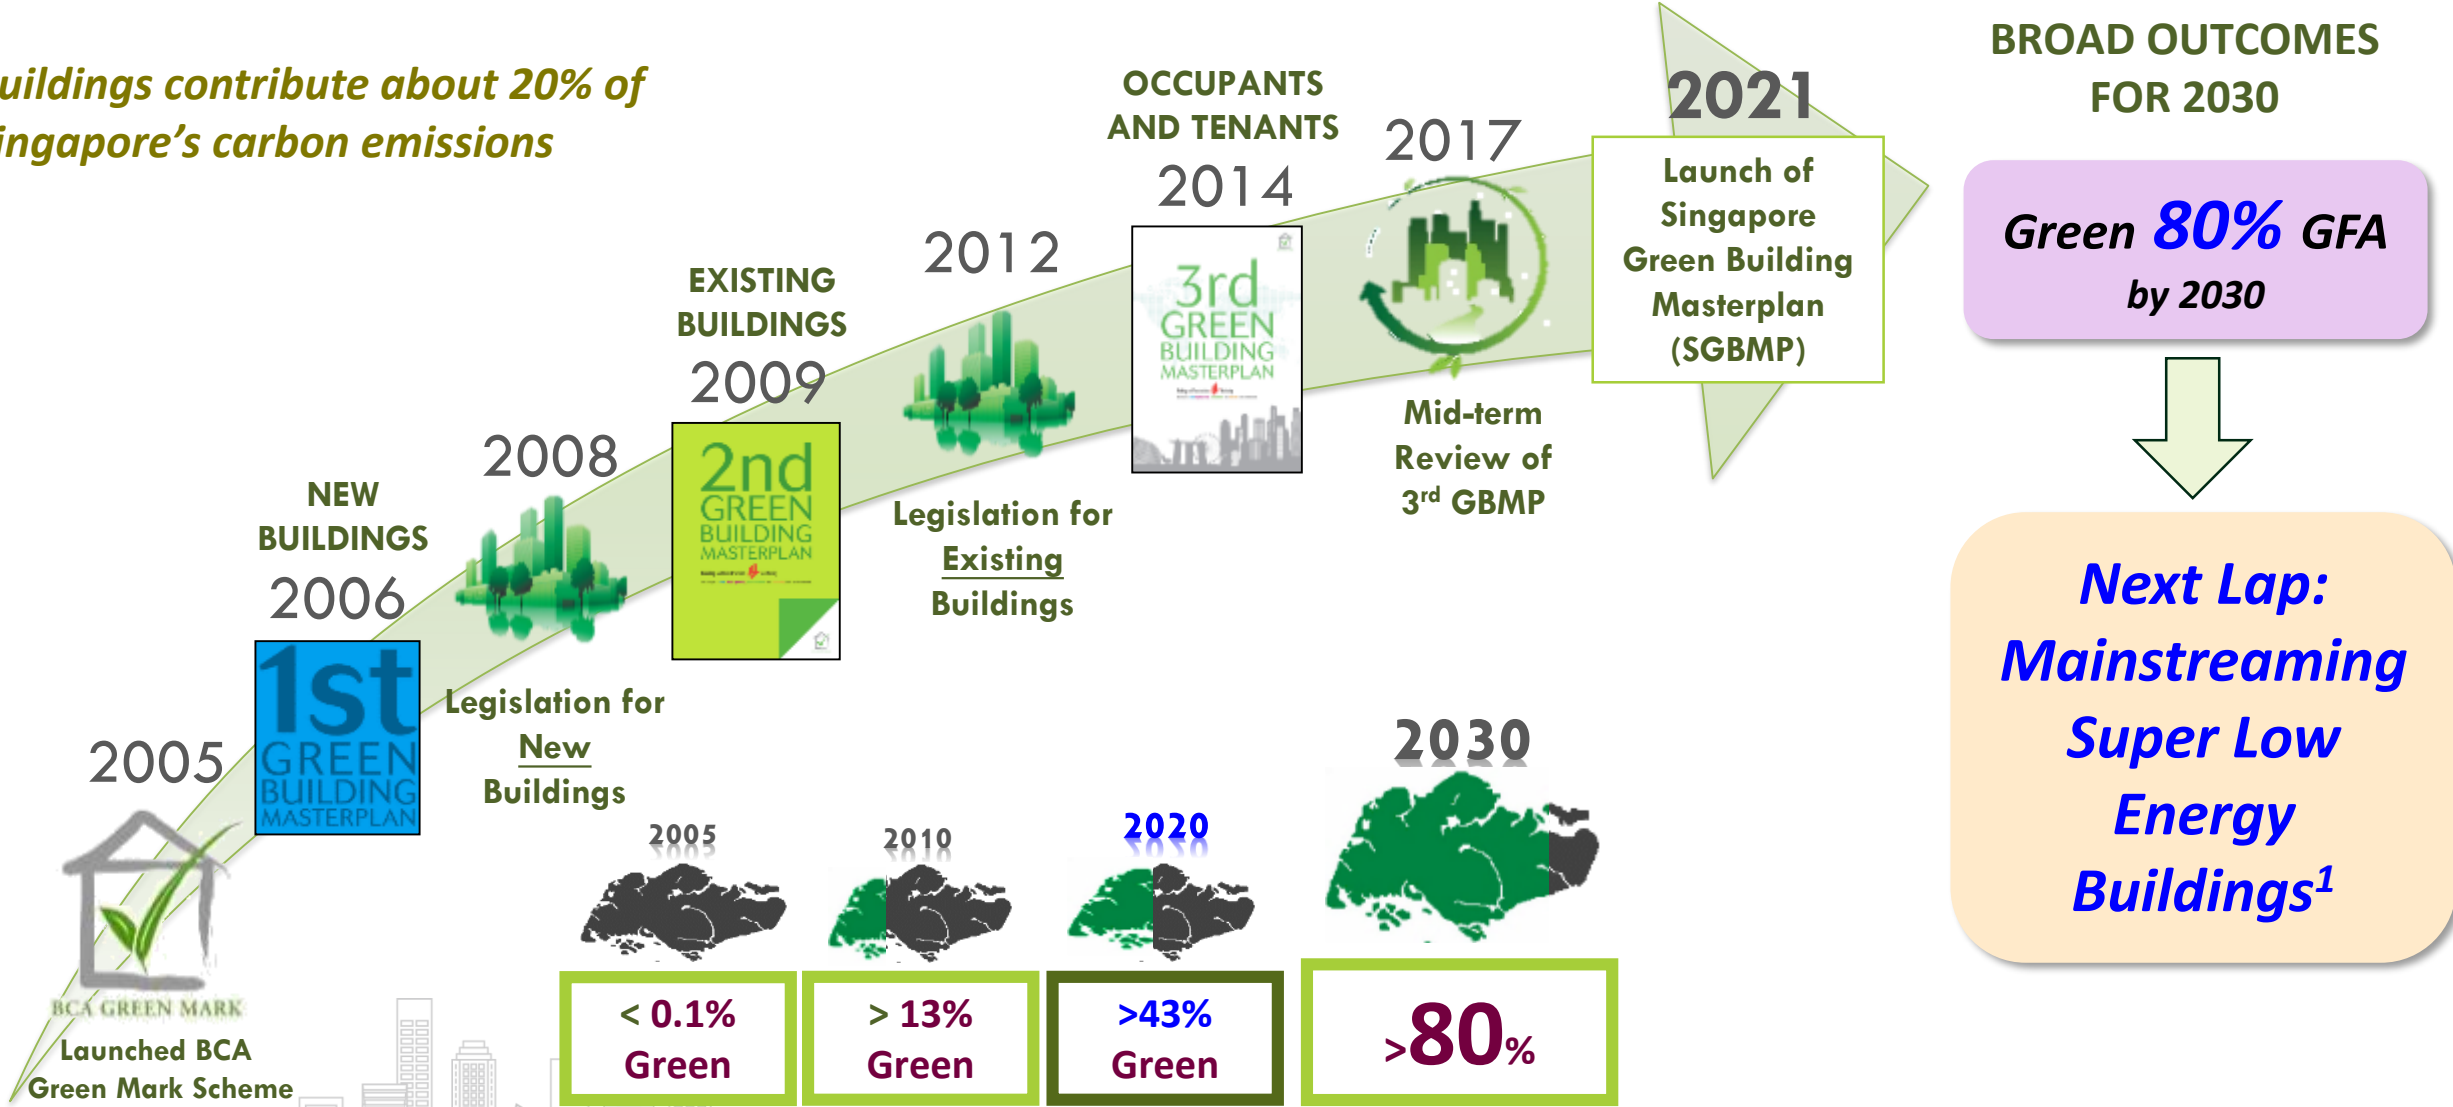 uildings contribute about 20% of
ingapore's carbon emissions
2005
BCA GREEN MARK
Launched BCA
Green Mark Scheme
NEW
BUILDINGS
2006
1st
GREEN
BUILDING
MASTERPLAN
2008
Legislation for
New
Buildings
EXISTING
BUILDINGS
2009
2nd
GREEN
BUILDING
MASTERPLAN
2012
Legislation for
Existing
Buildings
OCCUPANTS
AND TENANTS
2014
3rd
GREEN
BUILDING
MASTERPLAN
2017
Mid-term
Review of
3rd GBMP
2021
Launch of
Singapore
Green Building
Masterplan
(SGBMP)
2005
< 0.1%
Green
2010
> 13%
Green
2020
>43%
Green
2030
>80%
BROAD OUTCOMES
FOR 2030
Green 80% GFA
by 2030
Next Lap:
Mainstreaming
Super Low
Energy
Buildings1